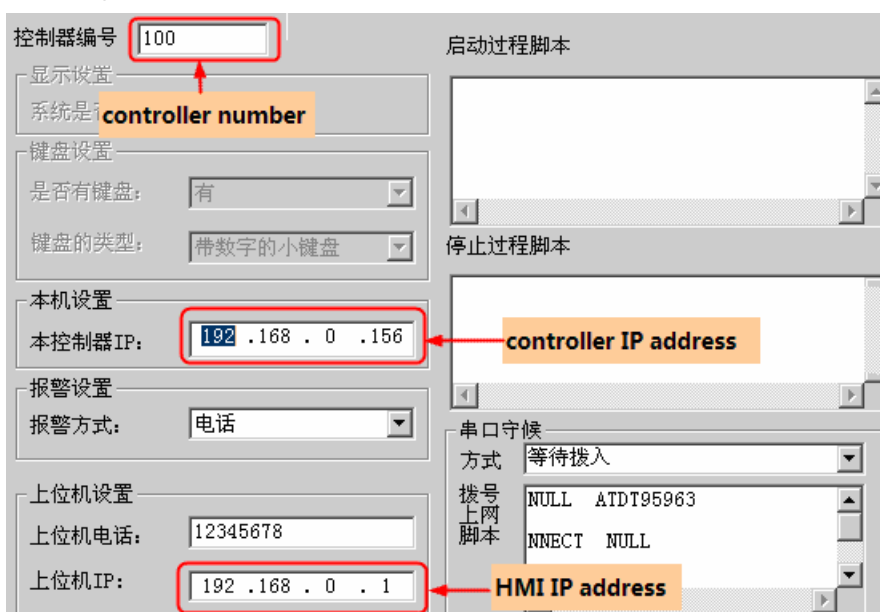 控制器编号 100
显示设置
系统是
controller number
键盘设置
是否有键盘: 有
键盘的类型: 带数字的小键盘
本机设置
本控制器IP: 192 .168 . 0 .156
controller IP address
报警设置
报警方式: 电话
上位机设置
上位机电话: 12345678
上位机IP: 192 .168 . 0 . 1
HMI IP address
启动过程脚本
停止过程脚本
串口守候
方式 等待拨入
拨号上网脚本
NULL ATDT95963
NNECT NULL